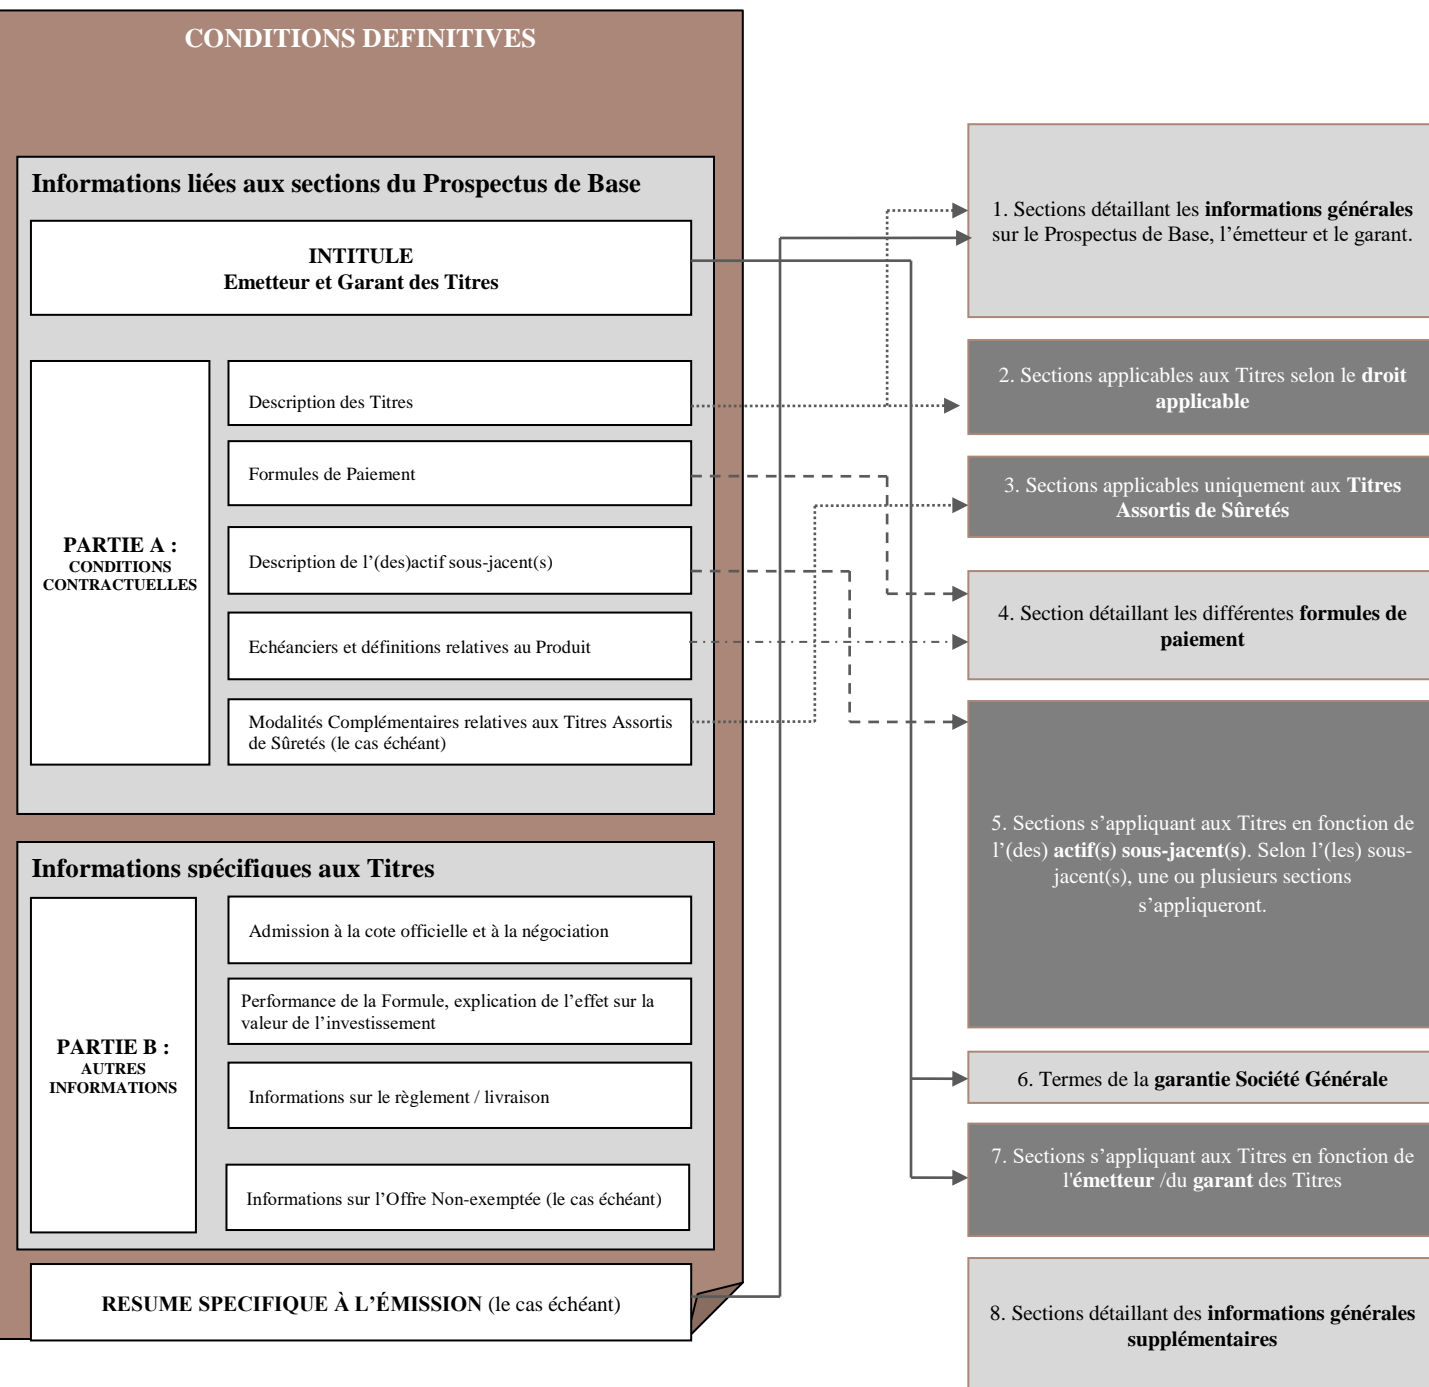 CONDITIONS DEFINITIVES
Informations liées aux sections du Prospectus de Base
INTITULE
Emetteur et Garant des Titres
PARTIE A :
CONDITIONS
CONTRACTUELLES
Description des Titres
Formules de Paiement
Description de l’(des)actif sous-jacent(s)
Echéanciers et définitions relatives au Produit
Modalités Complémentaires relatives aux Titres Assortis
de Sûretés (le cas échéant)
Informations spécifiques aux Titres
PARTIE B :
AUTRES
INFORMATIONS
Admission à la cote officielle et à la négociation
Performance de la Formule, explication de l’effet sur la
valeur de l’investissement
Informations sur le règlement / livraison
Informations sur l’Offre Non-exemptée (le cas échéant)
RESUME SPECIFIQUE À L’ÉMISSION (le cas échéant)
1. Sections détaillant les informations générales
sur le Prospectus de Base, l’émetteur et le garant.
2. Sections applicables aux Titres selon le droit
applicable
3. Sections applicables uniquement aux Titres
Assortis de Sûretés
4. Section détaillant les différentes formules de
paiement
5. Sections s’appliquant aux Titres en fonction de
l’(des) actif(s) sous-jacent(s). Selon l’(les) sous-
jacent(s), une ou plusieurs sections
s’appliqueront.
6. Termes de la garantie Société Générale
7. Sections s’appliquant aux Titres en fonction de
l'émetteur /du garant des Titres
8. Sections détaillant des informations générales
supplémentaires